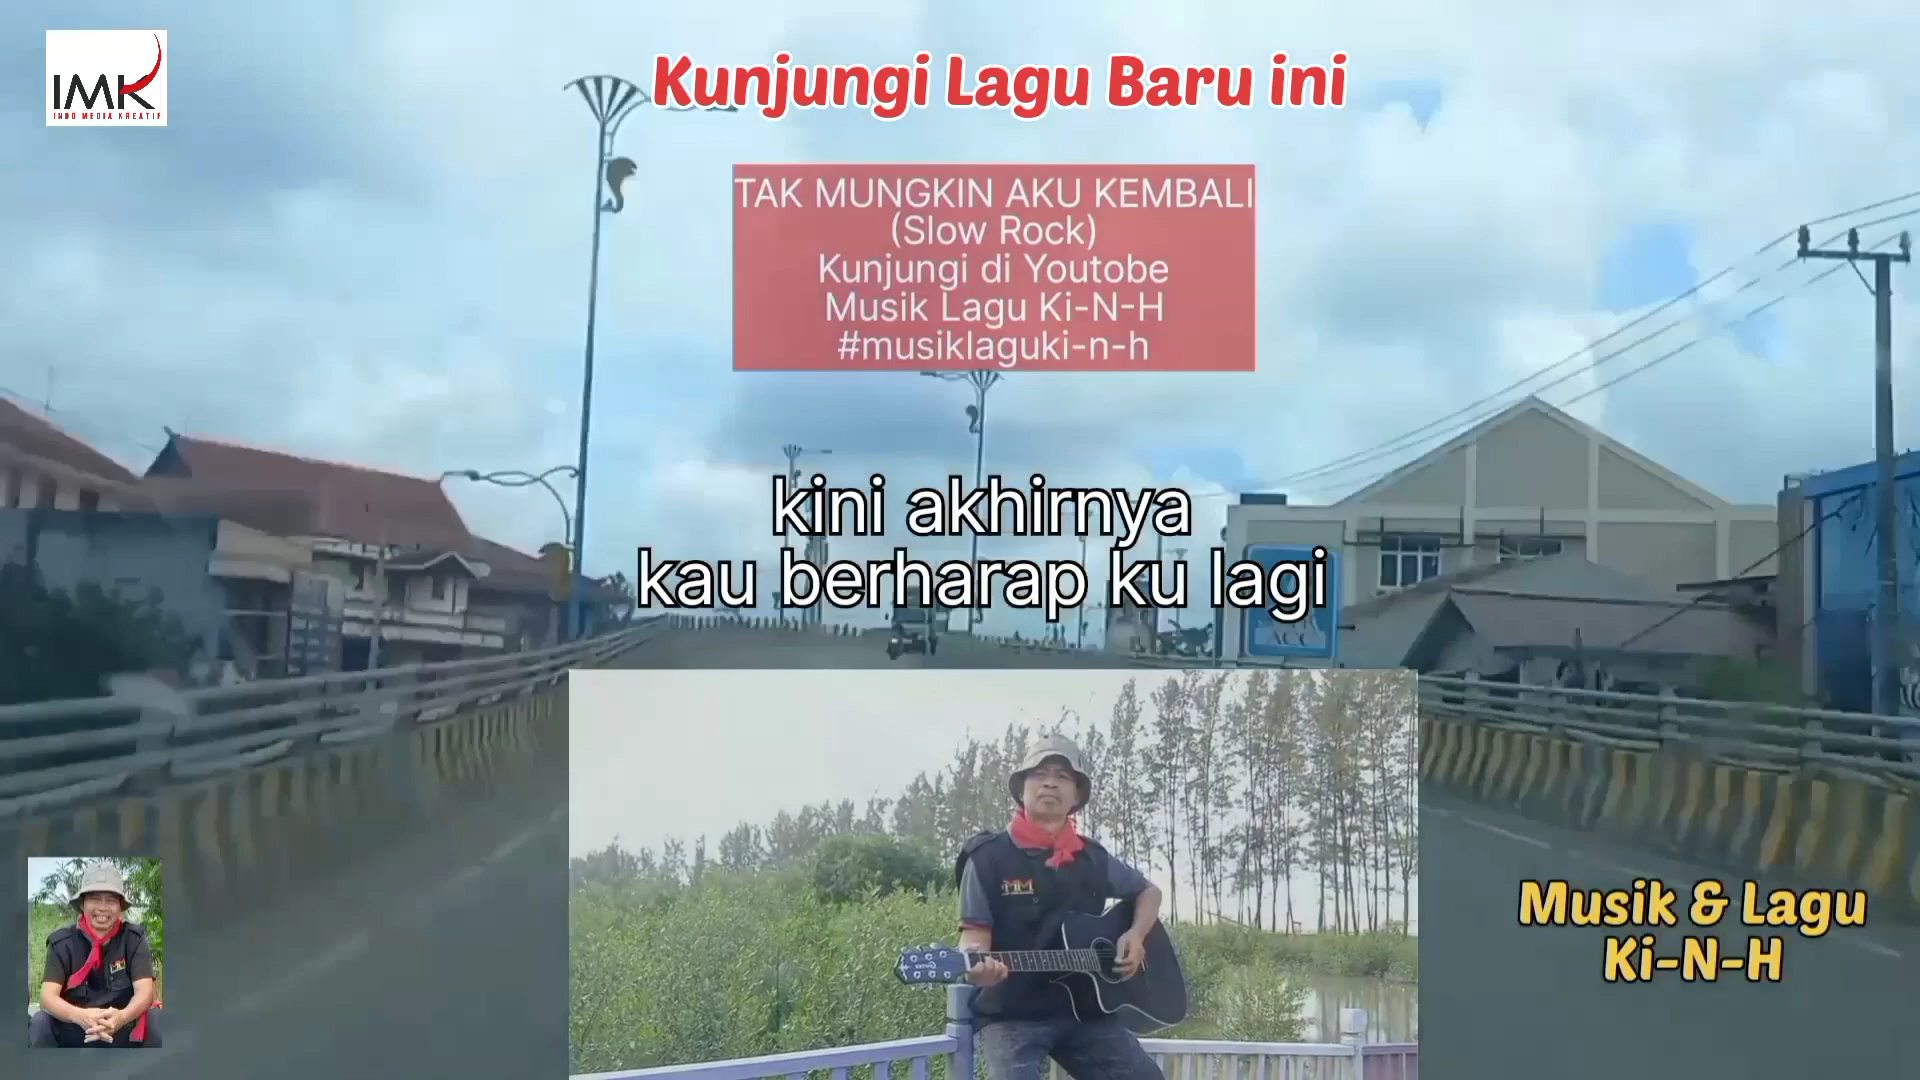 IMK
INDO MEDIA KREATIF
Kunjungi Lagu Baru ini
TAK MUNGKIN AKU KEMBALI
(Slow Rock)
Kunjungi di Youtobe
Musik Lagu Ki-N-H
#musiklaguki-n-h
kini akhirnya
kau berharap ku lagi
ACC
Musik & Lagu
Ki-N-H